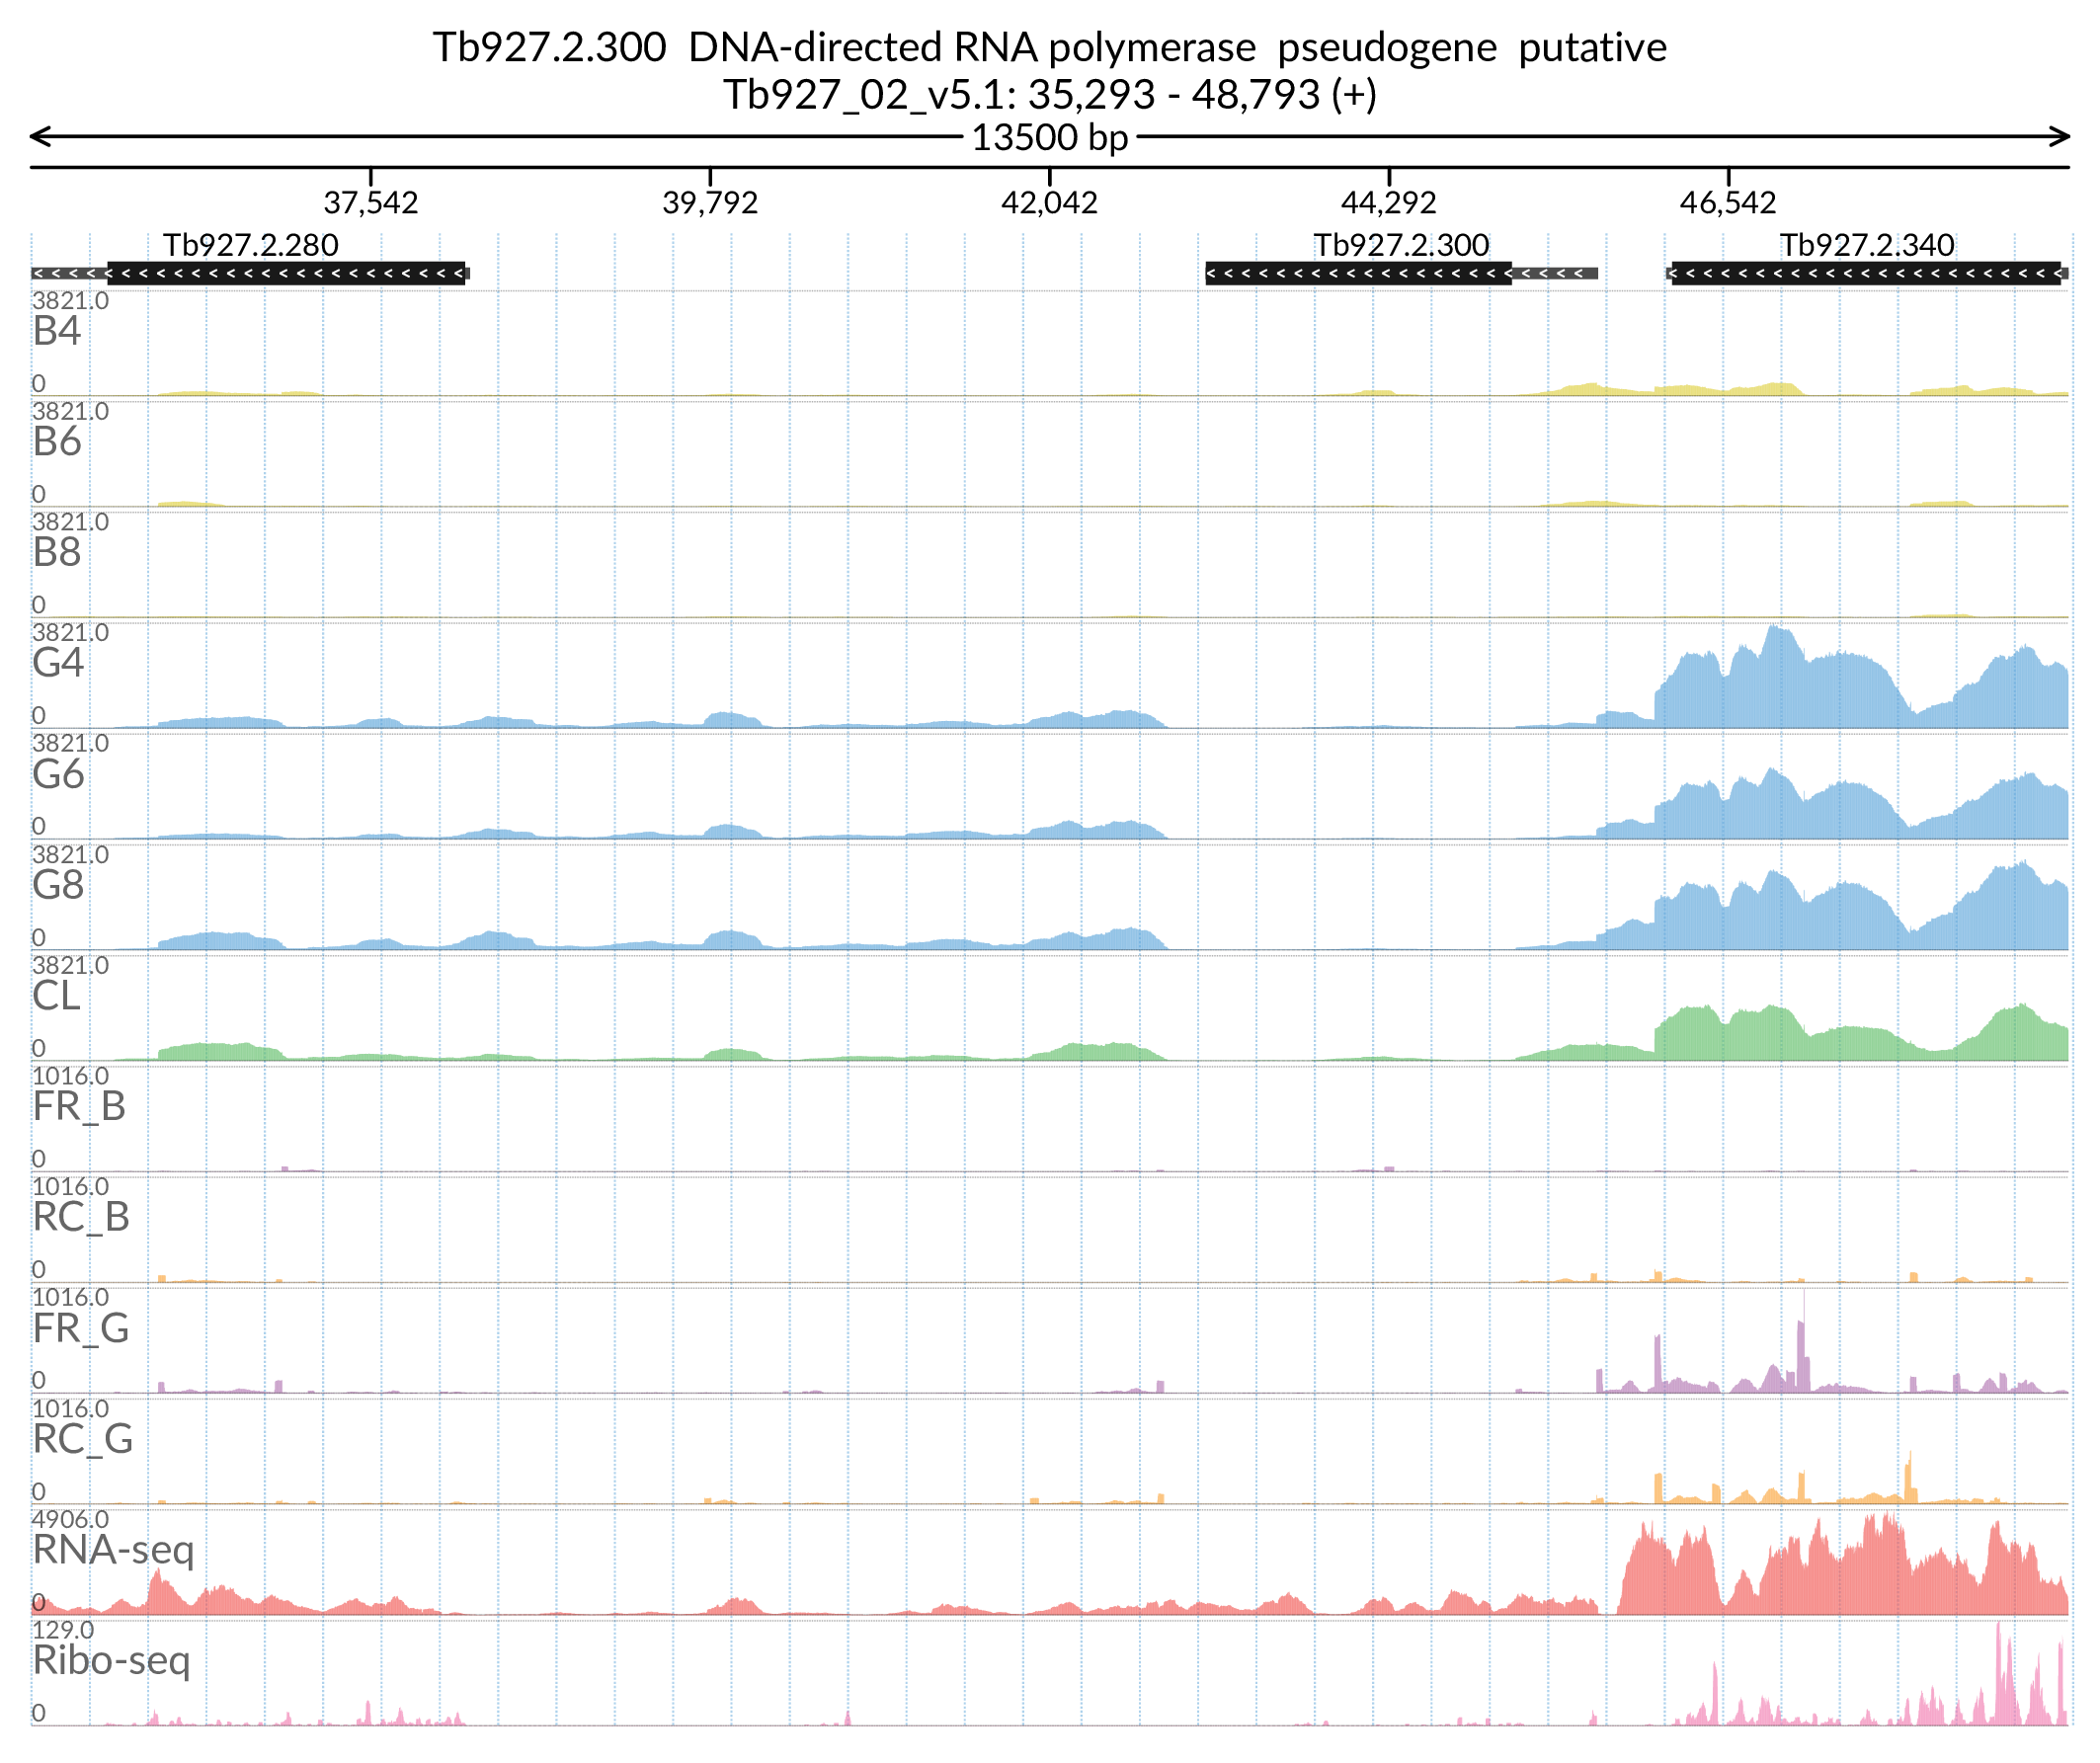 Tb927.2.300 DNA-directed RNA polymerase pseudogene putative
Tb927_02_v5.1: 35,293 - 48,793 (+)
13500 bp
37,542 39,792 42,042 44,292 46,542
Tb927.2.280 Tb927.2.300 Tb927.2.340
3821.0
B4
0
3821.0
B6
0
3821.0
B8
0
3821.0
G4
0
3821.0
G6
0
3821.0
G8
0
3821.0
CL
0
1016.0
FR_B
0
1016.0
RC_B
0
1016.0
FR_G
0
1016.0
RC_G
0
4906.0
RNA-seq
0
129.0
Ribo-seq
0